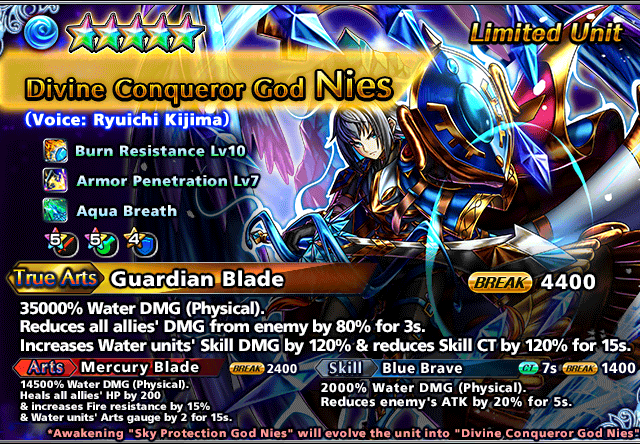 Limited Unit
Divine Conqueror God Nies
(Voice: Ryuichi Kijima)
Burn Resistance Lv10
Armor Penetration Lv7
Aqua Breath
5 5 4
True Arts Guardian Blade BREAK 4400
35000% Water DMG (Physical).
Reduces all allies' DMG from enemy by 80% for 3s.
Increases Water units' Skill DMG by 120% & reduces Skill CT by 120% for 15s.
Arts Mercury Blade BREAK 2400
14500% Water DMG (Physical).
Heals all allies' HP by 200
& increases Fire resistance by 15%
& Water units' Arts gauge by 2 for 15s.
Skill Blue Brave CT 7s BREAK 1400
2000% Water DMG (Physical).
Reduces enemy's ATK by 20% for 5s.
*Awakening "Sky Protection God Nies" will evolve the unit into "Divine Conqueror God Nies"